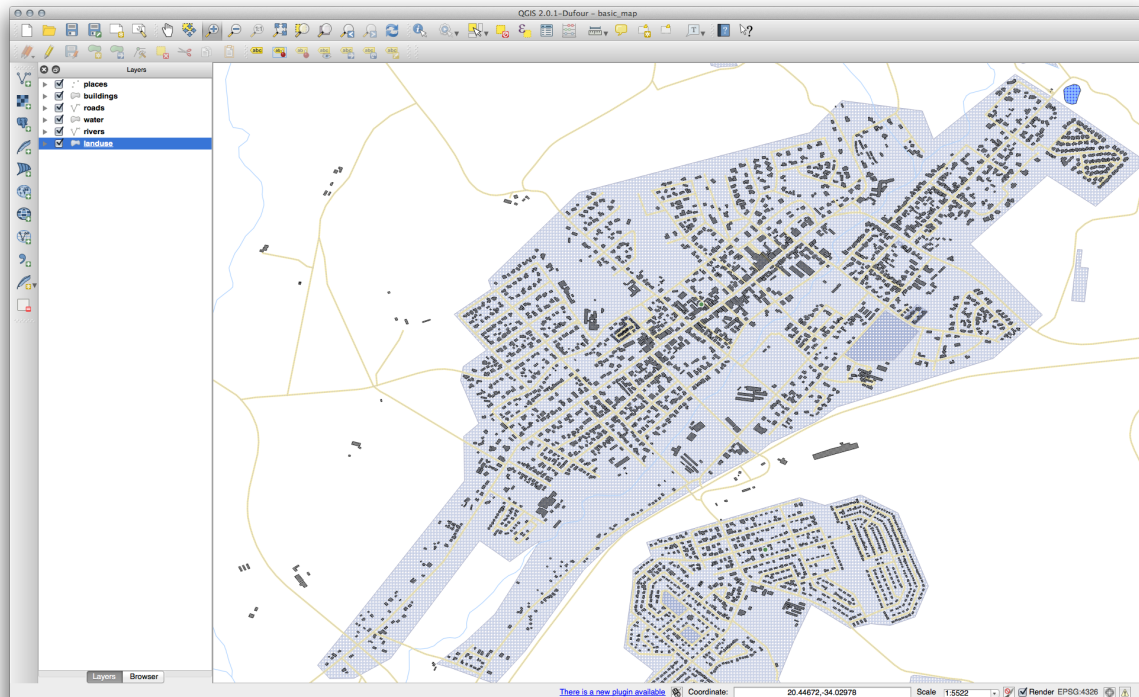 QGIS 2.0.1-Dufour – basic_map
Layers
places
buildings
roads
water
rivers
landuse
Layers Browser
There is a new plugin available Coordinate: 20.44672,-34.02978 Scale 1:5522 Render EPSG:4326